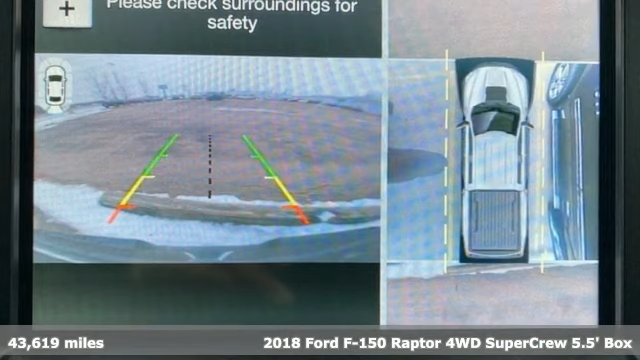 + Please check surroundings for
safety
43,619 miles
2018 Ford F-150 Raptor 4WD SuperCrew 5.5' Box